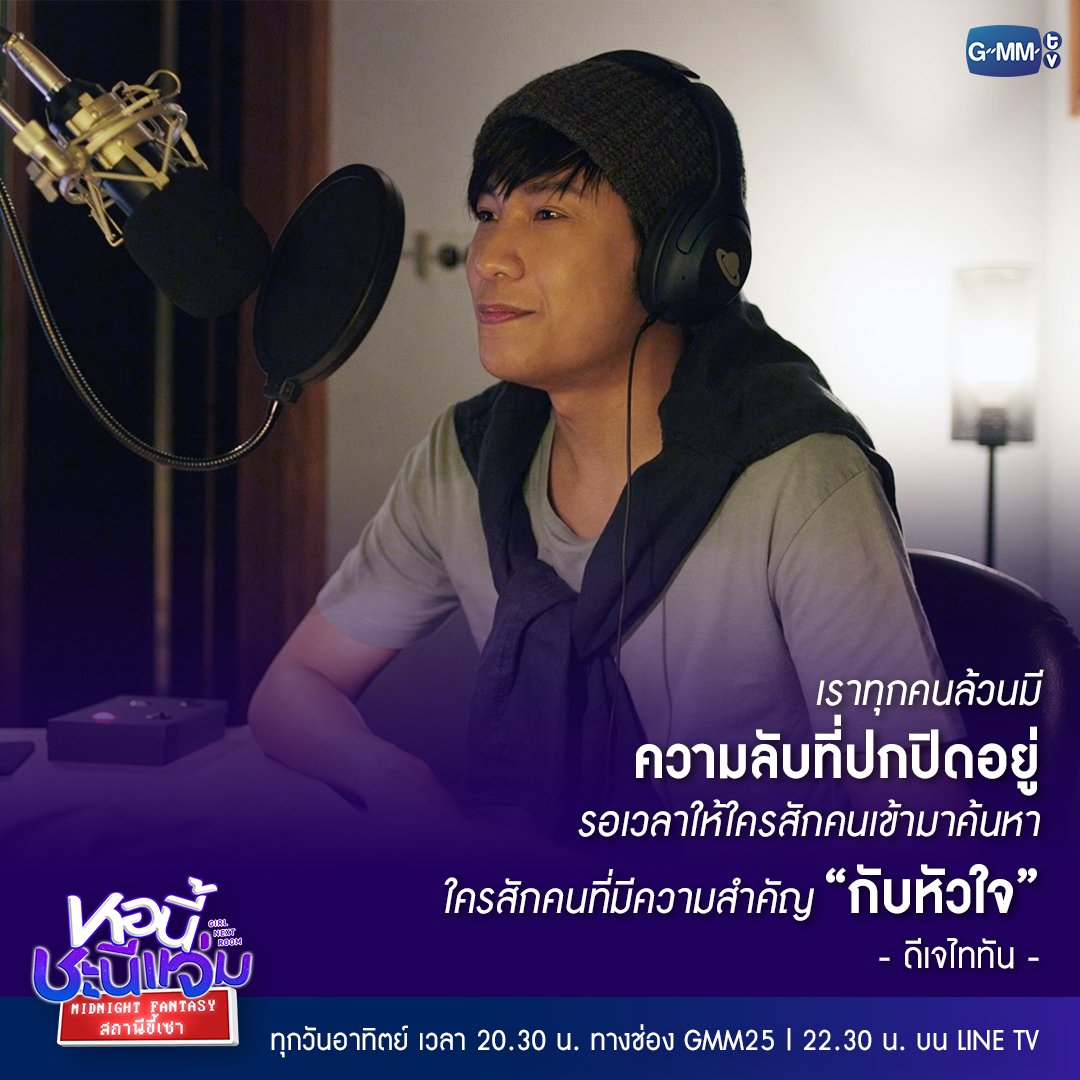 GMM TV
เราทุกคนล้วนมี
ความลับที่ปกปิดอยู่
รอเวลาให้ใครสักคนเข้ามาค้นหา
ใครสักคนที่มีความสำคัญ “กับหัวใจ”
- ดีเจไททัน -
หอนี้
GIRL NEXT ROOM
ชะนีแจ่ม
MIDNIGHT FANTASY
สถานีขี้เซา
ทุกวันอาทิตย์ เวลา 20.30 น. ทางช่อง GMM25 | 22.30 น. บน LINE TV